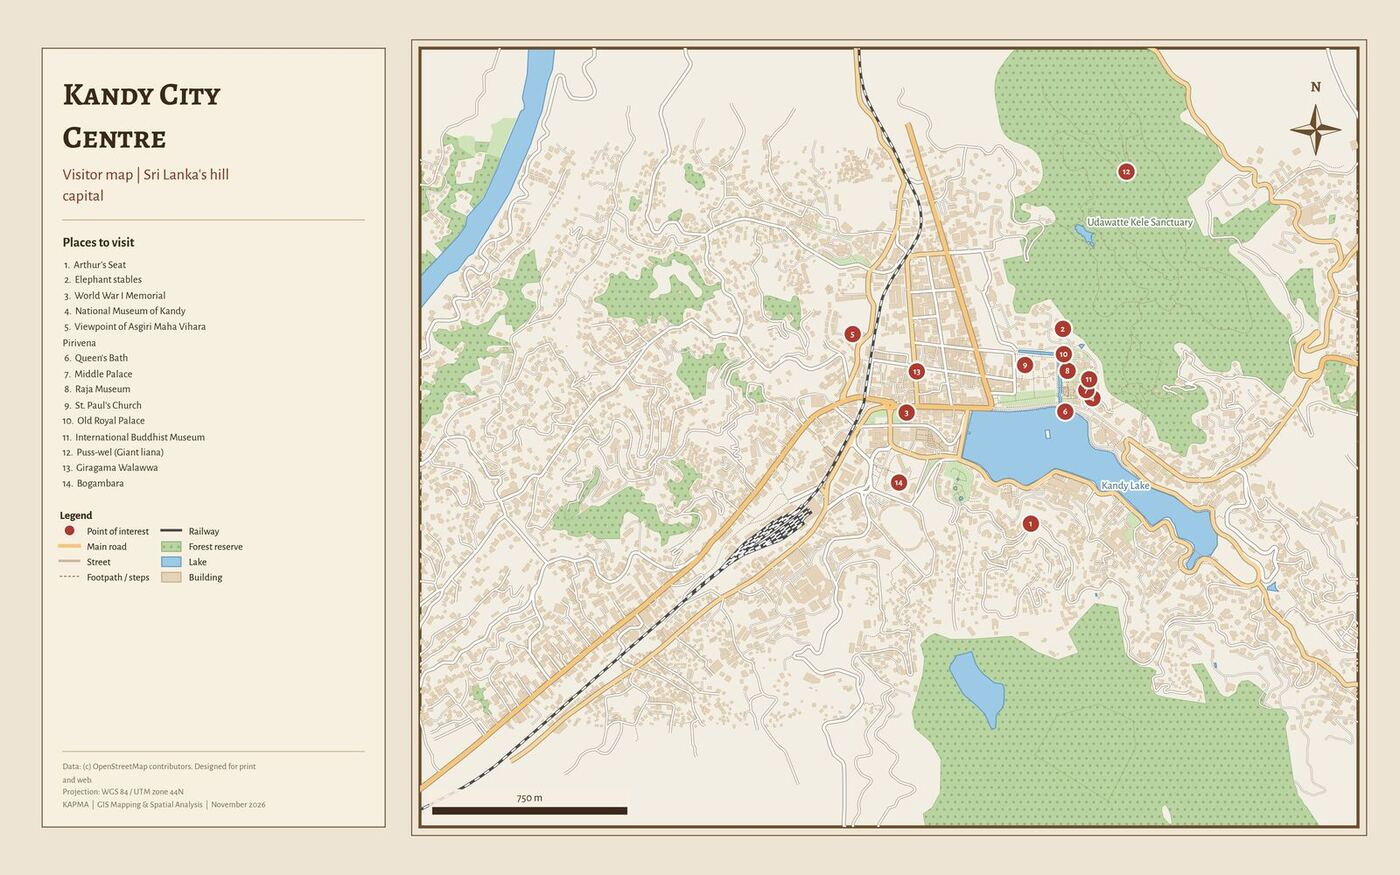 Kandy City
Centre
Visitor map | Sri Lanka's hill
capital
Places to visit
1. Arthur's Seat
2. Elephant stables
3. World War I Memorial
4. National Museum of Kandy
5. Viewpoint of Asgiri Maha Vihara
Pirivena
6. Queen's Bath
7. Middle Palace
8. Raja Museum
9. St. Paul's Church
10. Old Royal Palace
11. International Buddhist Museum
12. Puss-wel (Giant liana)
13. Giragama Walawwa
14. Bogambara
Legend
Point of interest
Main road
Street
Footpath / steps
Railway
Forest reserve
Lake
Building
Data: (c) OpenStreetMap contributors. Designed for print
and web.
Projection: WGS 84 / UTM zone 44N
KAPMA | GIS Mapping & Spatial Analysis | November 2026
N
12
Udawatte Kele Sanctuary
2
5
10
9
8
13
11
7
4
3
6
14
Kandy Lake
1
750 m